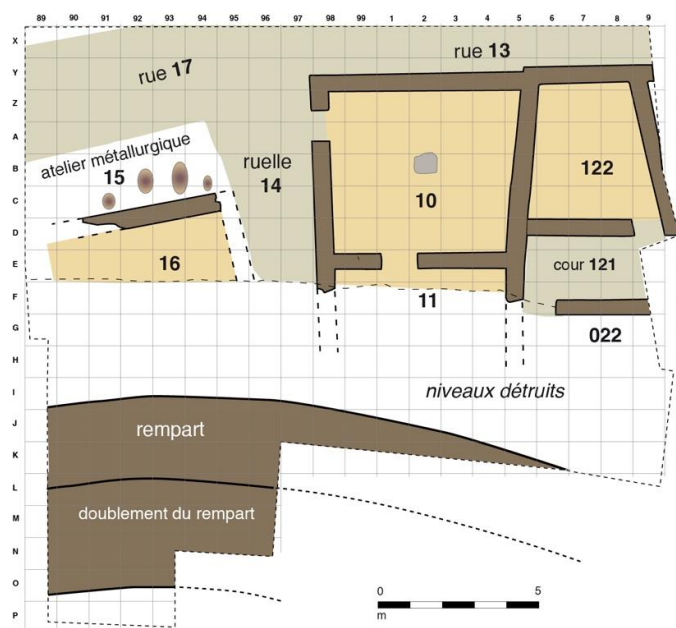 89 90 91 92 93 94 95 96 97 98 99 1 2 3 4 5 6 7 8 9
X
Y
Z
A
B
C
D
E
F
G
H
I
J
K
L
M
N
O
P
rue 17
rue 13
atelier métallurgique
15
ruelle
14
10
122
16
cour 121
11
022
niveaux détruits
rempart
doublement du rempart
0 5
m